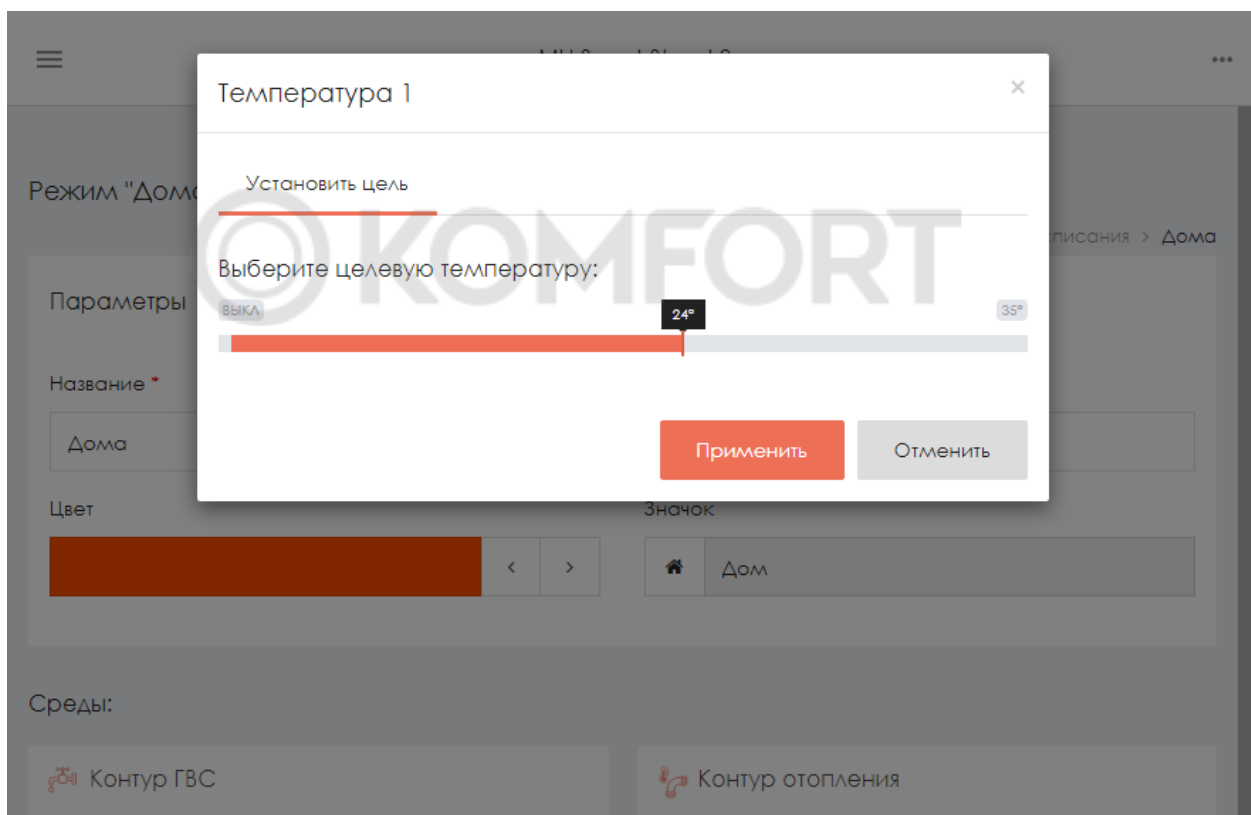 Температура 1
×
Режим "Дома
Установить цель
писания > Дома
KOMFORT
Выберите целевую температуру:
Параметры
ВЫКЛ
24°
35°
Название *
Дома
Применить
Отменить
Цвет
Значок
Дом
Среды:
Контур ГВС
Контур отопления